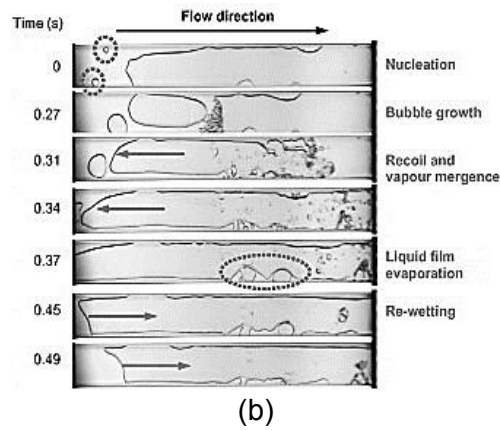 Flow direction
Time (s)
0
Nucleation
0.27
Bubble growth
0.31
Recoil and
vapour mergence
0.34
0.37
Liquid film
evaporation
0.45
Re-wetting
0.49
(b)